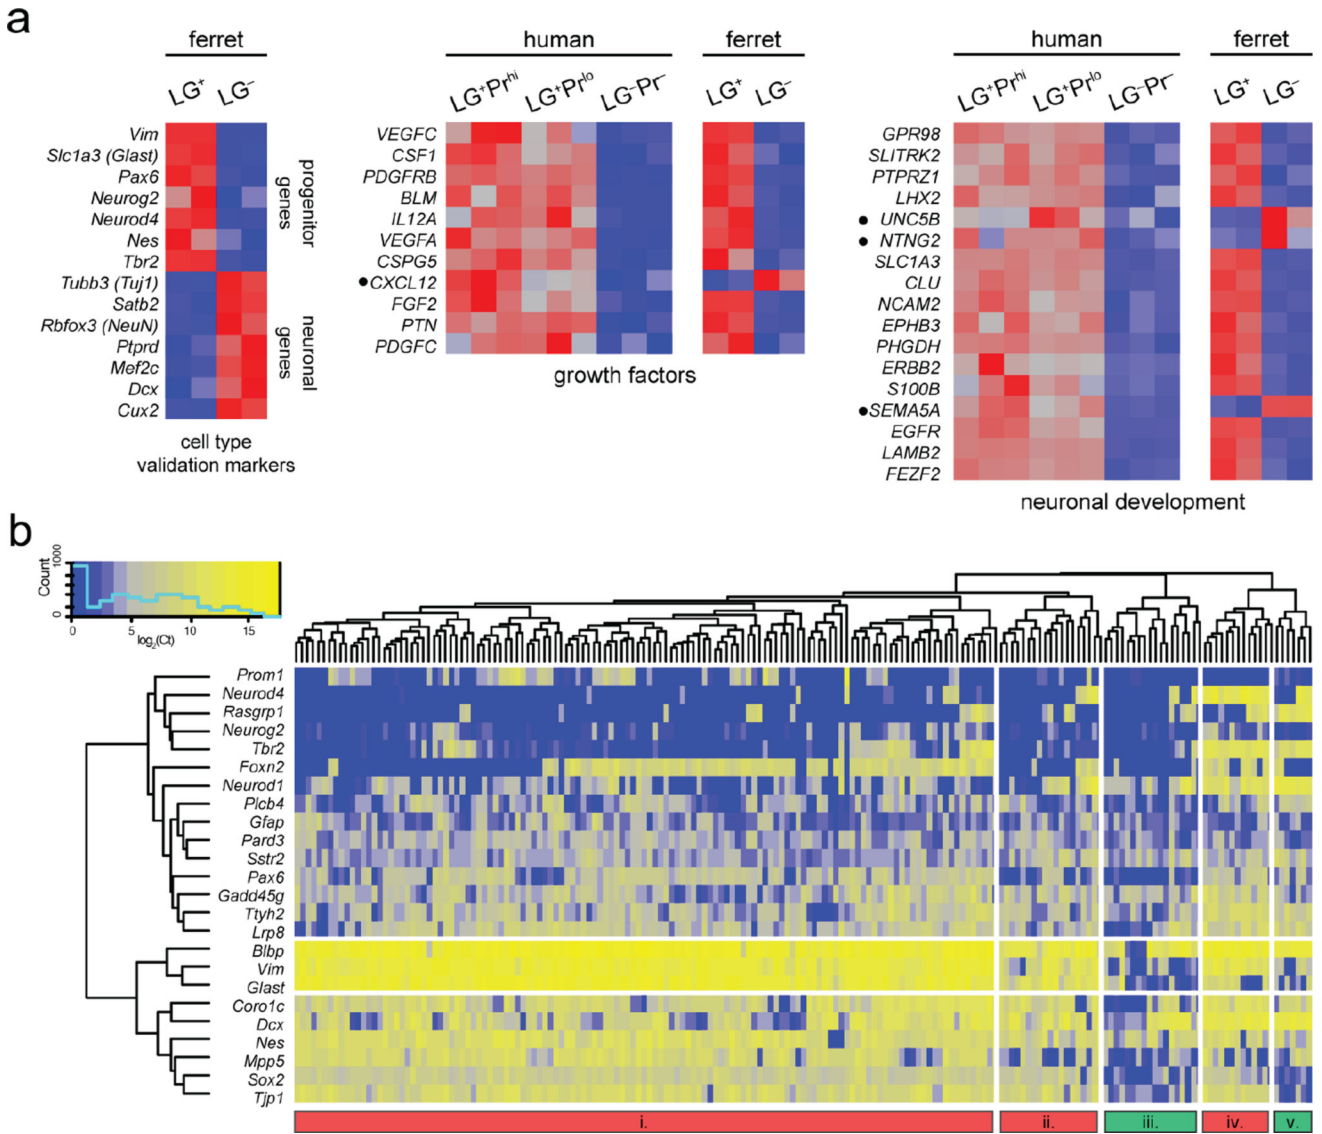 a
ferret
human
ferret
human
ferret
LG+ LG–
LG+Prhi LG+Prlo LG–Pr–
LG+ LG–
LG+Prhi LG+Prlo LG–Pr–
LG+ LG–
Vim
Slc1a3 (Glast)
Pax6
Neurog2
Neurod4
Nes
Tbr2
Tubb3 (Tuj1)
Satb2
Rbfox3 (NeuN)
Ptprd
Mef2c
Dcx
Cux2
progenitor
genes
neuronal
genes
cell type
validation markers
VEGFC
CSF1
PDGFRB
BLM
IL12A
VEGFA
CSPG5
●CXCL12
FGF2
PTN
PDGFC
growth factors
GPR98
SLITRK2
PTPRZ1
LHX2
● UNC5B
● NTNG2
SLC1A3
CLU
NCAM2
EPHB3
PHGDH
ERBB2
S100B
●SEMA5A
EGFR
LAMB2
FEZF2
neuronal development
b
Count
0 1000
0 5 10 15
log2(Ct)
Prom1
Neurod4
Rasgrp1
Neurog2
Tbr2
Foxn2
Neurod1
Plcb4
Gfap
Pard3
Sstr2
Pax6
Gadd45g
Ttyh2
Lrp8
Blbp
Vim
Glast
Coro1c
Dcx
Nes
Mpp5
Sox2
Tjp1
i. ii. iii. iv. v.